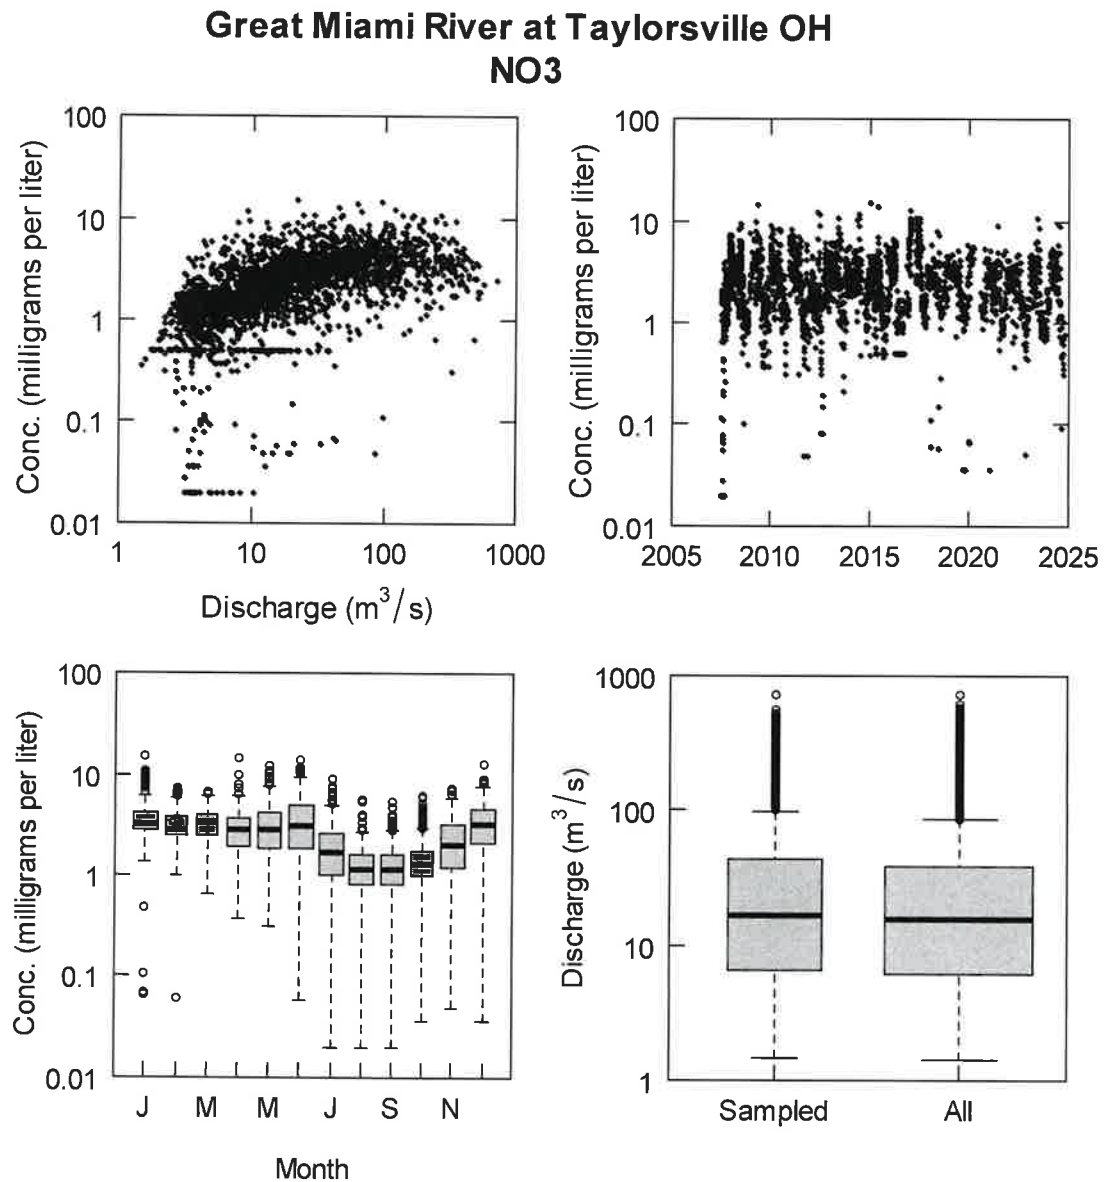 Great Miami River at Taylorsville OH
NO3
Conc. (milligrams per liter)
100
10
1
0.1
0.01
1 10 100 1000
Discharge (m³/s)
Conc. (milligrams per liter)
100
10
1
0.1
0.01
2005 2010 2015 2020 2025
Conc. (milligrams per liter)
100
10
1
0.1
0.01
J M M J S N
Month
Discharge (m³/s)
1000
100
10
1
Sampled All